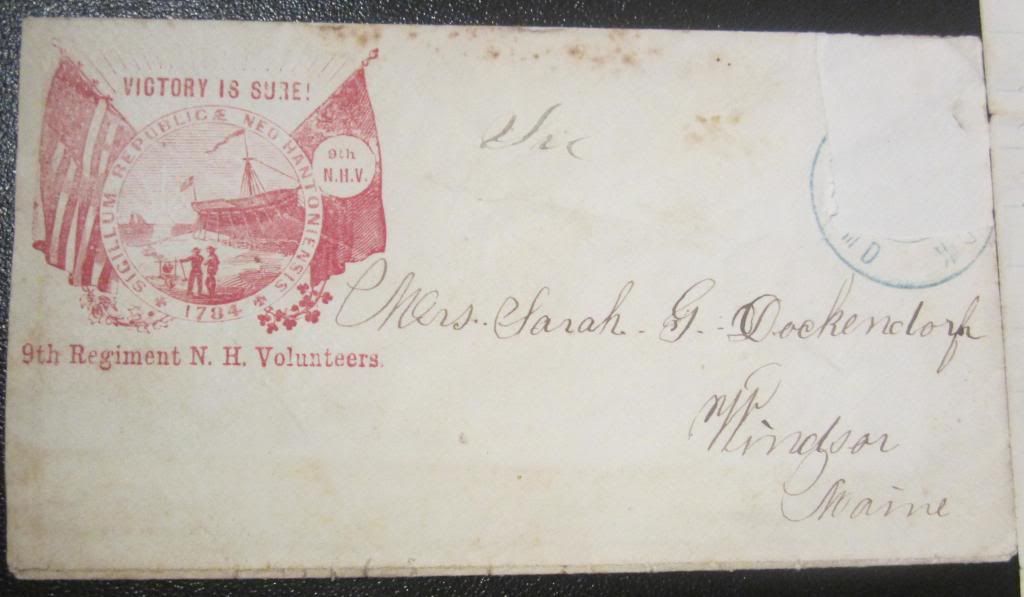 VICTORY IS SURE!
SIGILLUM REPUBLICÆ NEO HANTONIENSIS
1784
9th
N.H.V.
9th Regiment N. H. Volunteers.
Mrs. Sarah. G. Dockendorf
Windsor
Maine